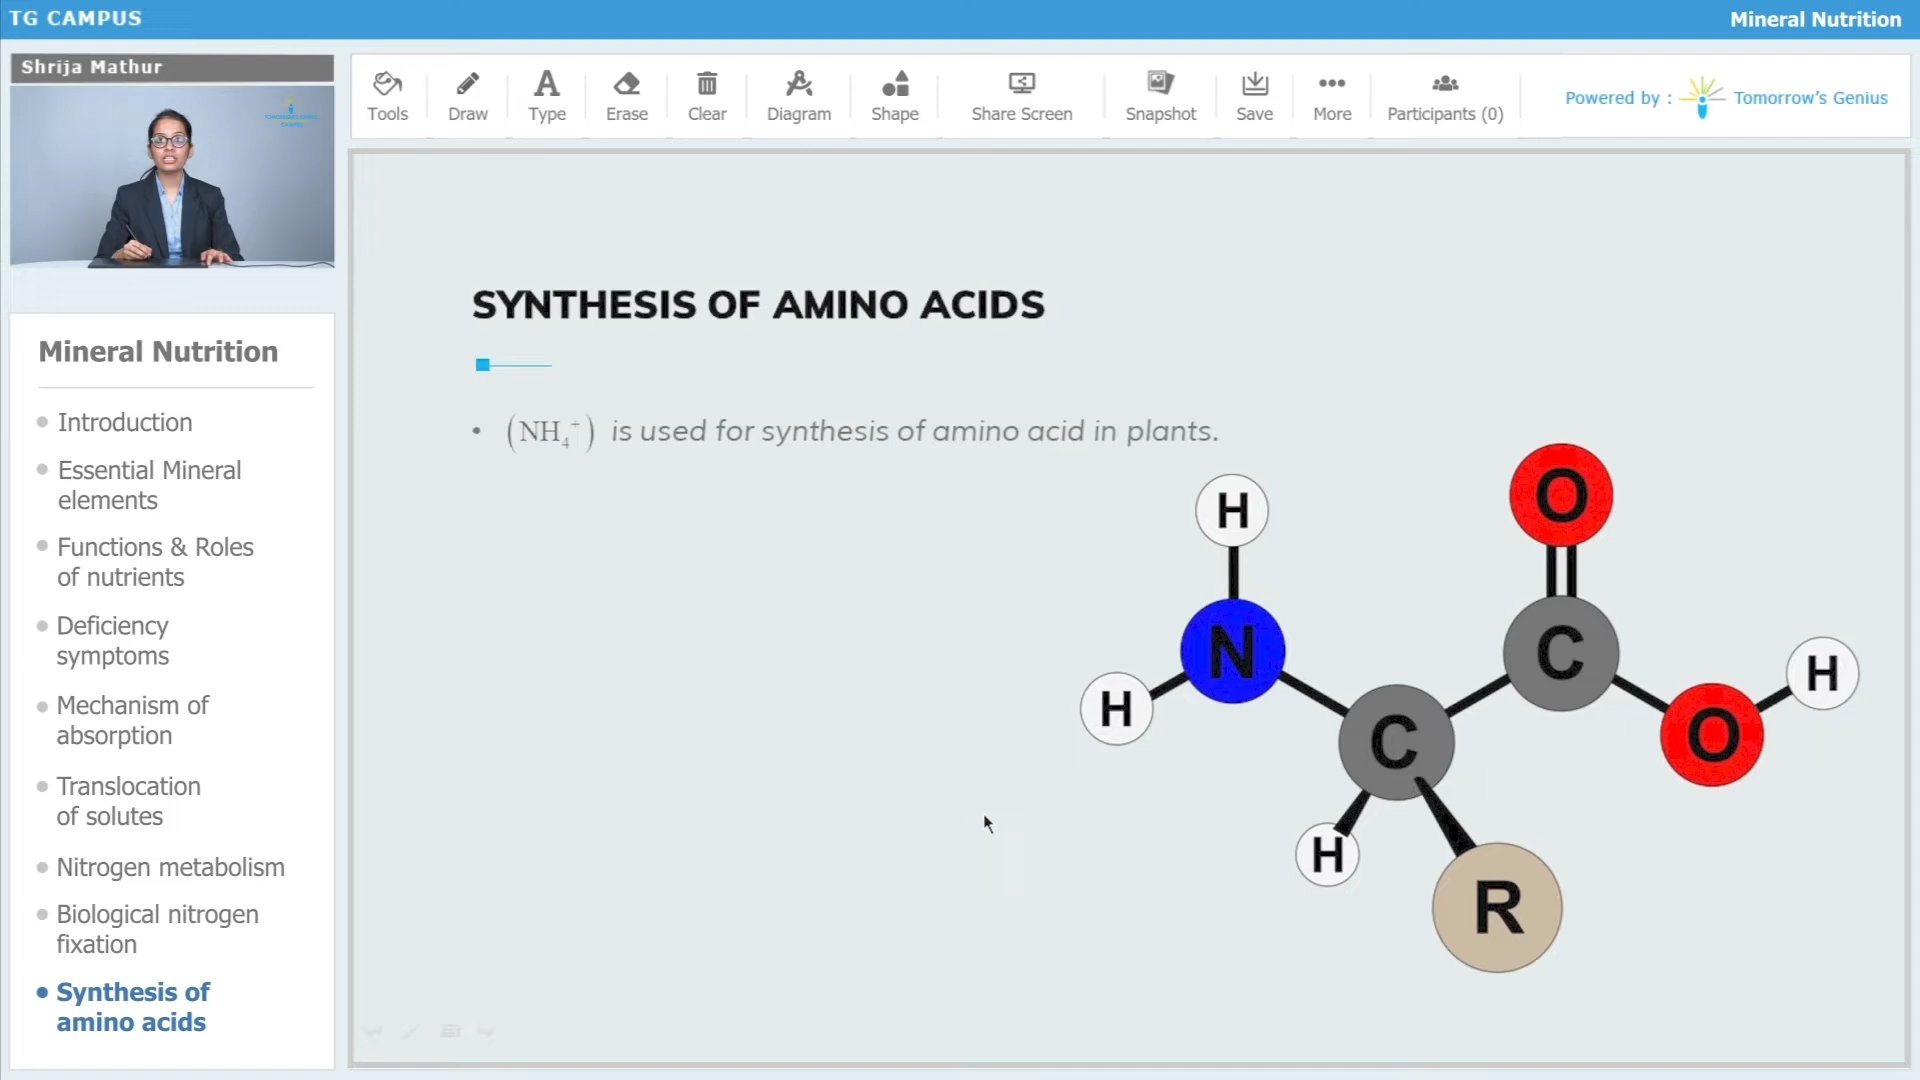 TG CAMPUS
Mineral Nutrition
Shrija Mathur
Tools
Draw
Type
Erase
Clear
Diagram
Shape
Share Screen
Snapshot
Save
More
Participants (0)
Powered by : Tomorrow's Genius
Mineral Nutrition
Introduction
Essential Mineral
elements
Functions & Roles
of nutrients
Deficiency
symptoms
Mechanism of
absorption
Translocation
of solutes
Nitrogen metabolism
Biological nitrogen
fixation
Synthesis of
amino acids
SYNTHESIS OF AMINO ACIDS
• (NH₄⁺) is used for synthesis of amino acid in plants.
H
O
N
C
H
H
C
O
H
R